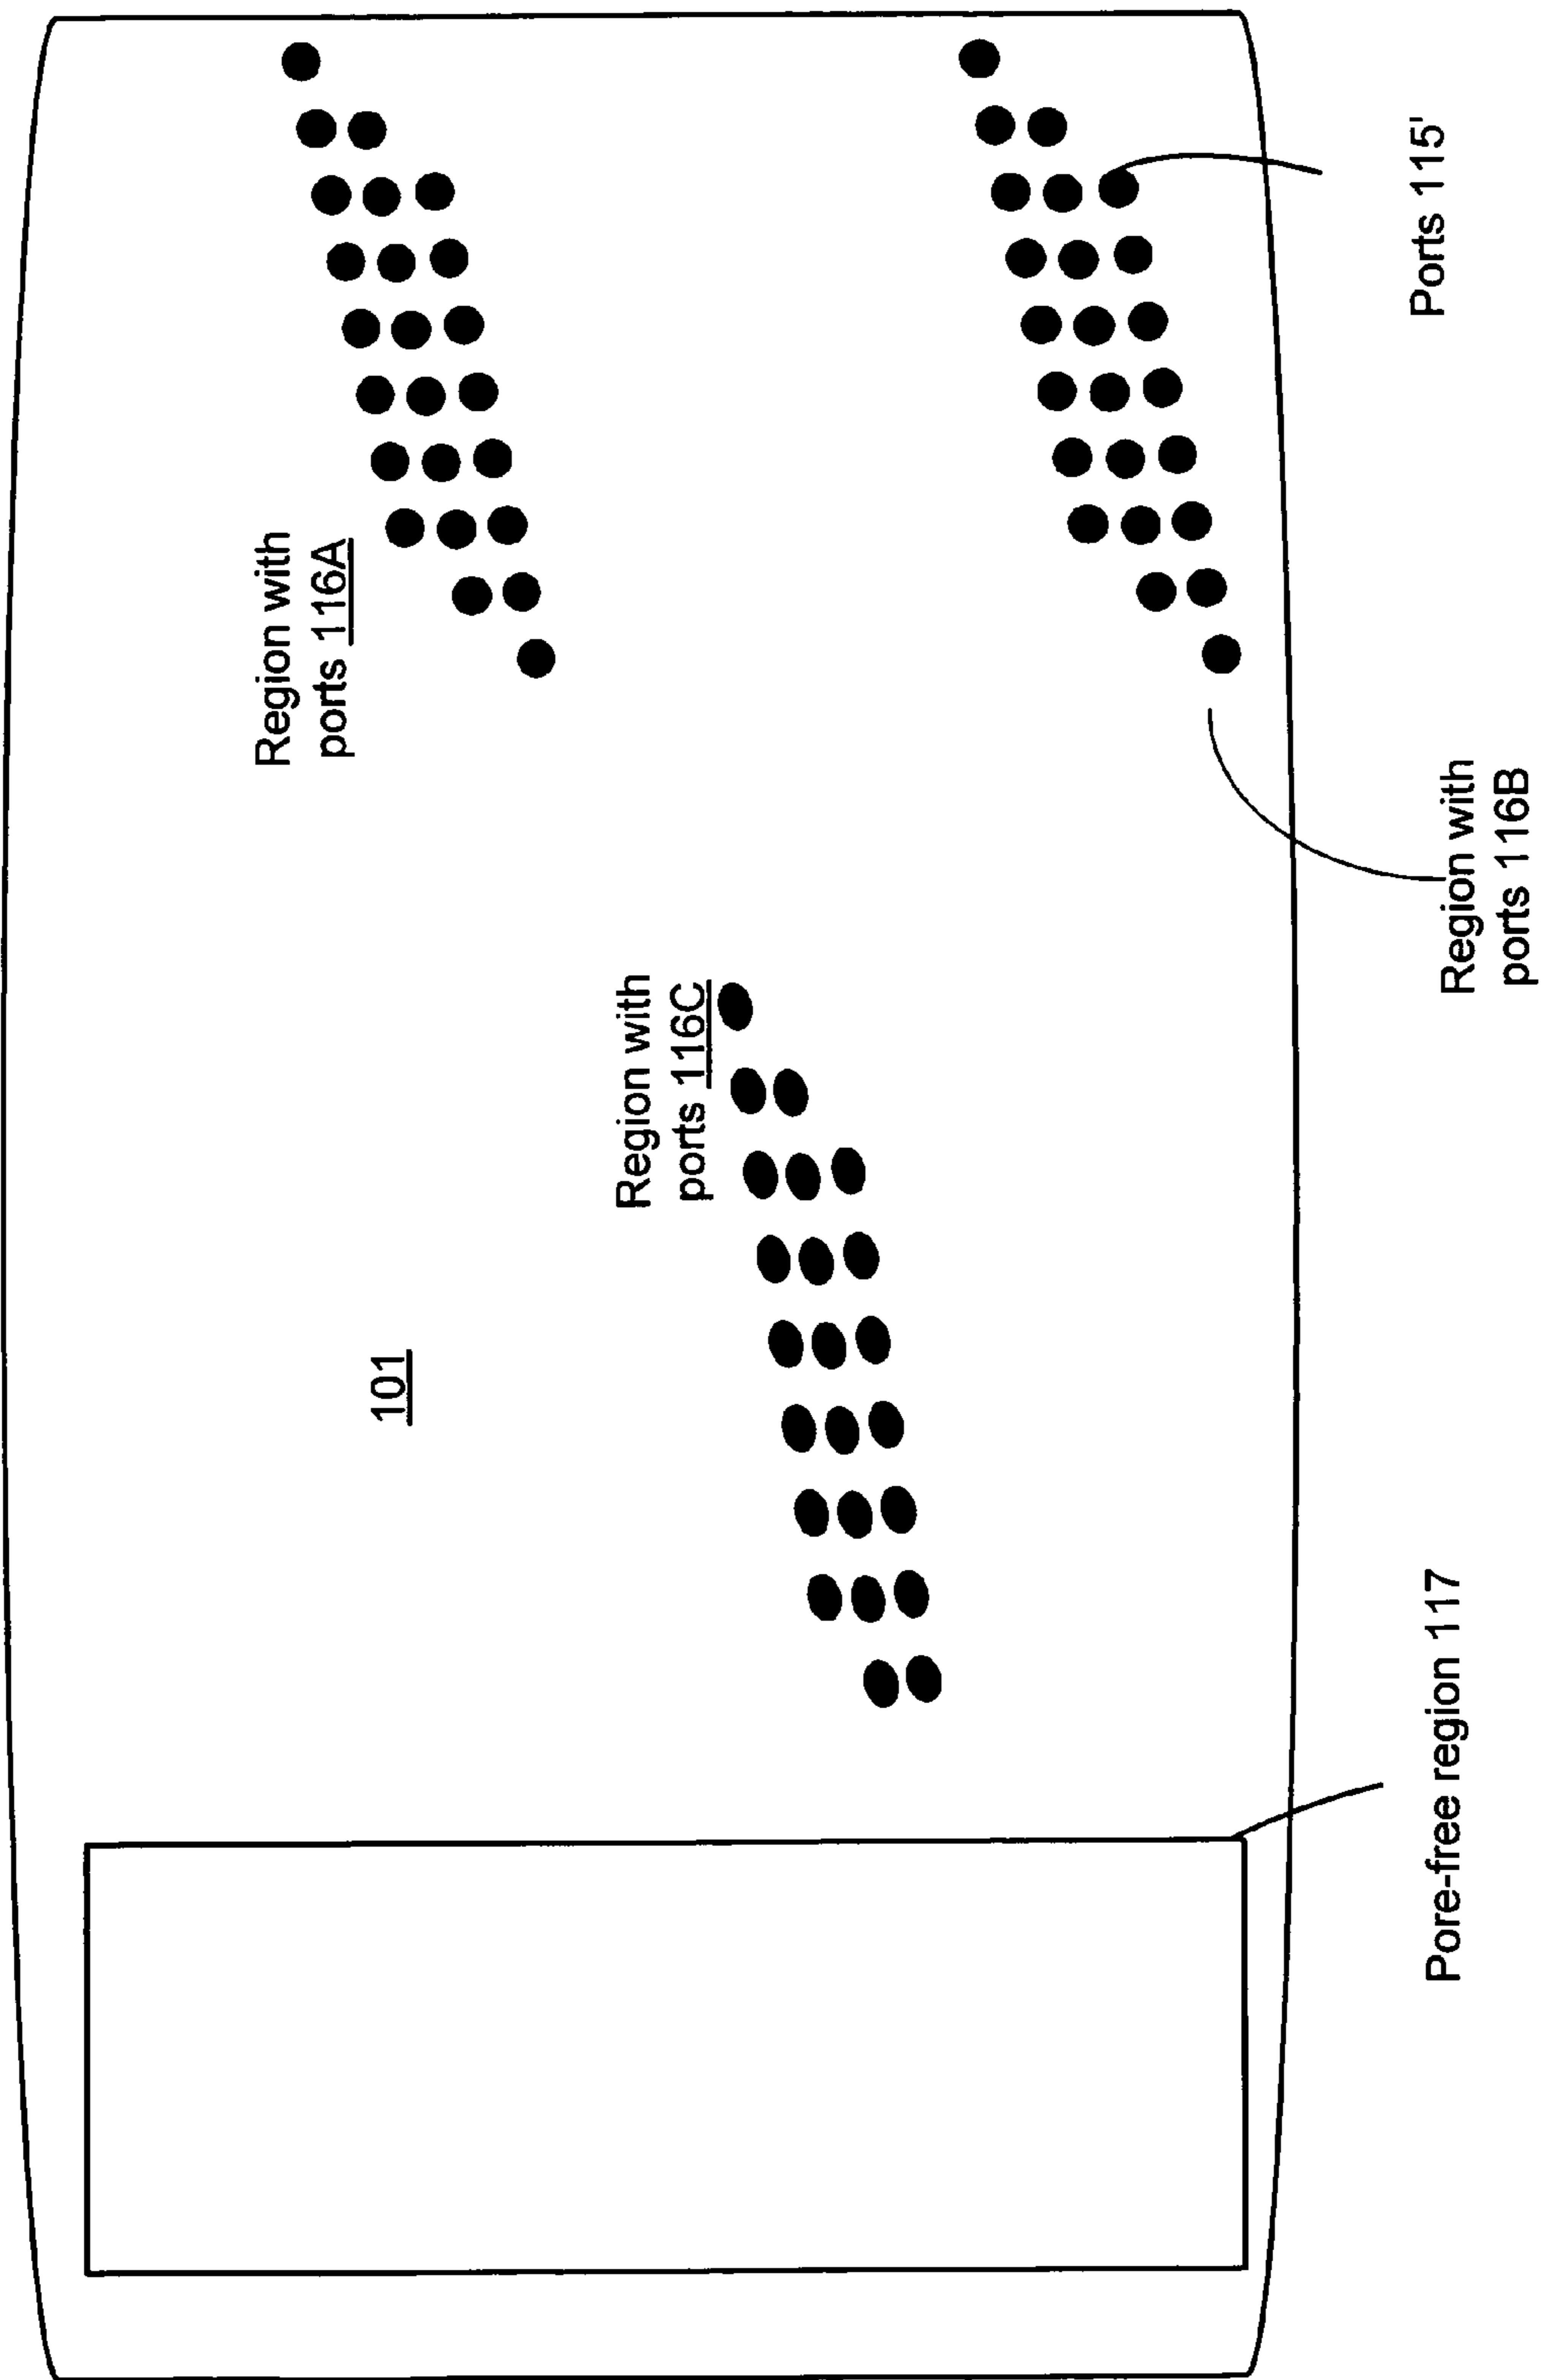 Region with
ports 116A
Region with
ports 116C
101
Ports 115'
Region with
ports 116B
Pore-free region 117